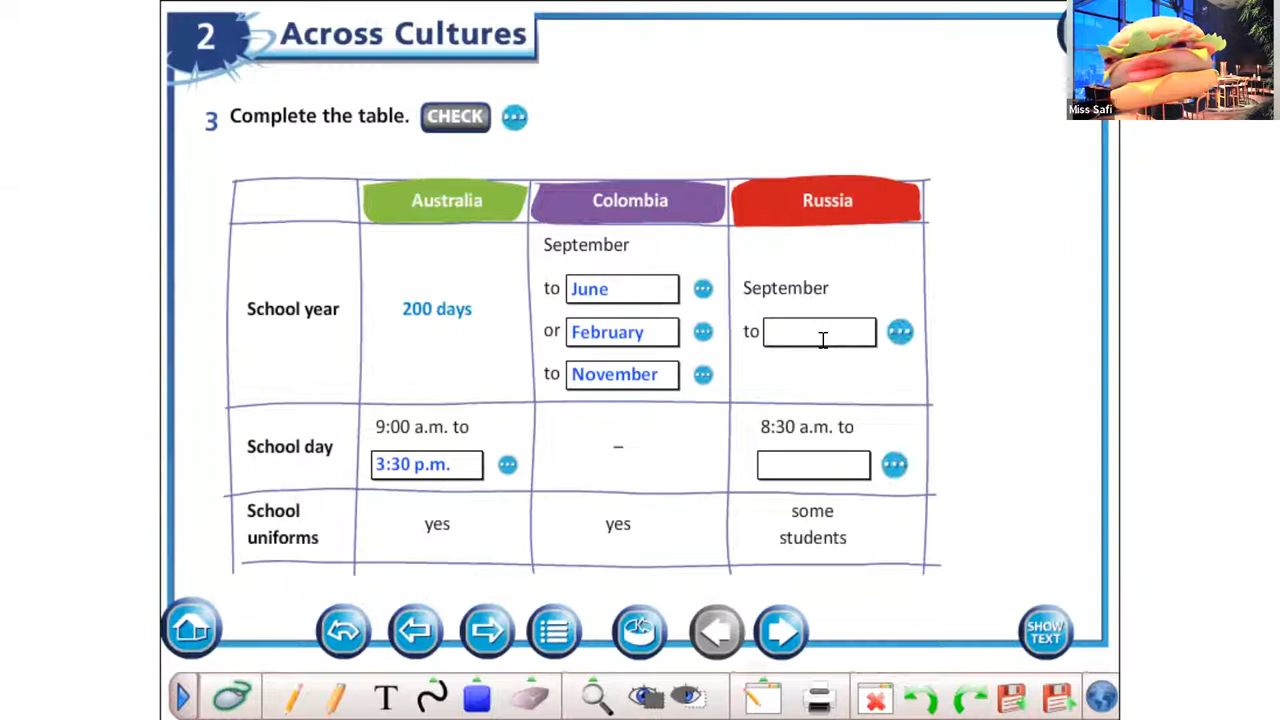 2 Across Cultures
Miss Safi
3 Complete the table. CHECK
Australia Colombia Russia
School year
200 days
September
to June
or February
to November
September
to
School day
9:00 a.m. to
3:30 p.m.
–
8:30 a.m. to
School
uniforms
yes
yes
some
students
SHOW
TEXT
T